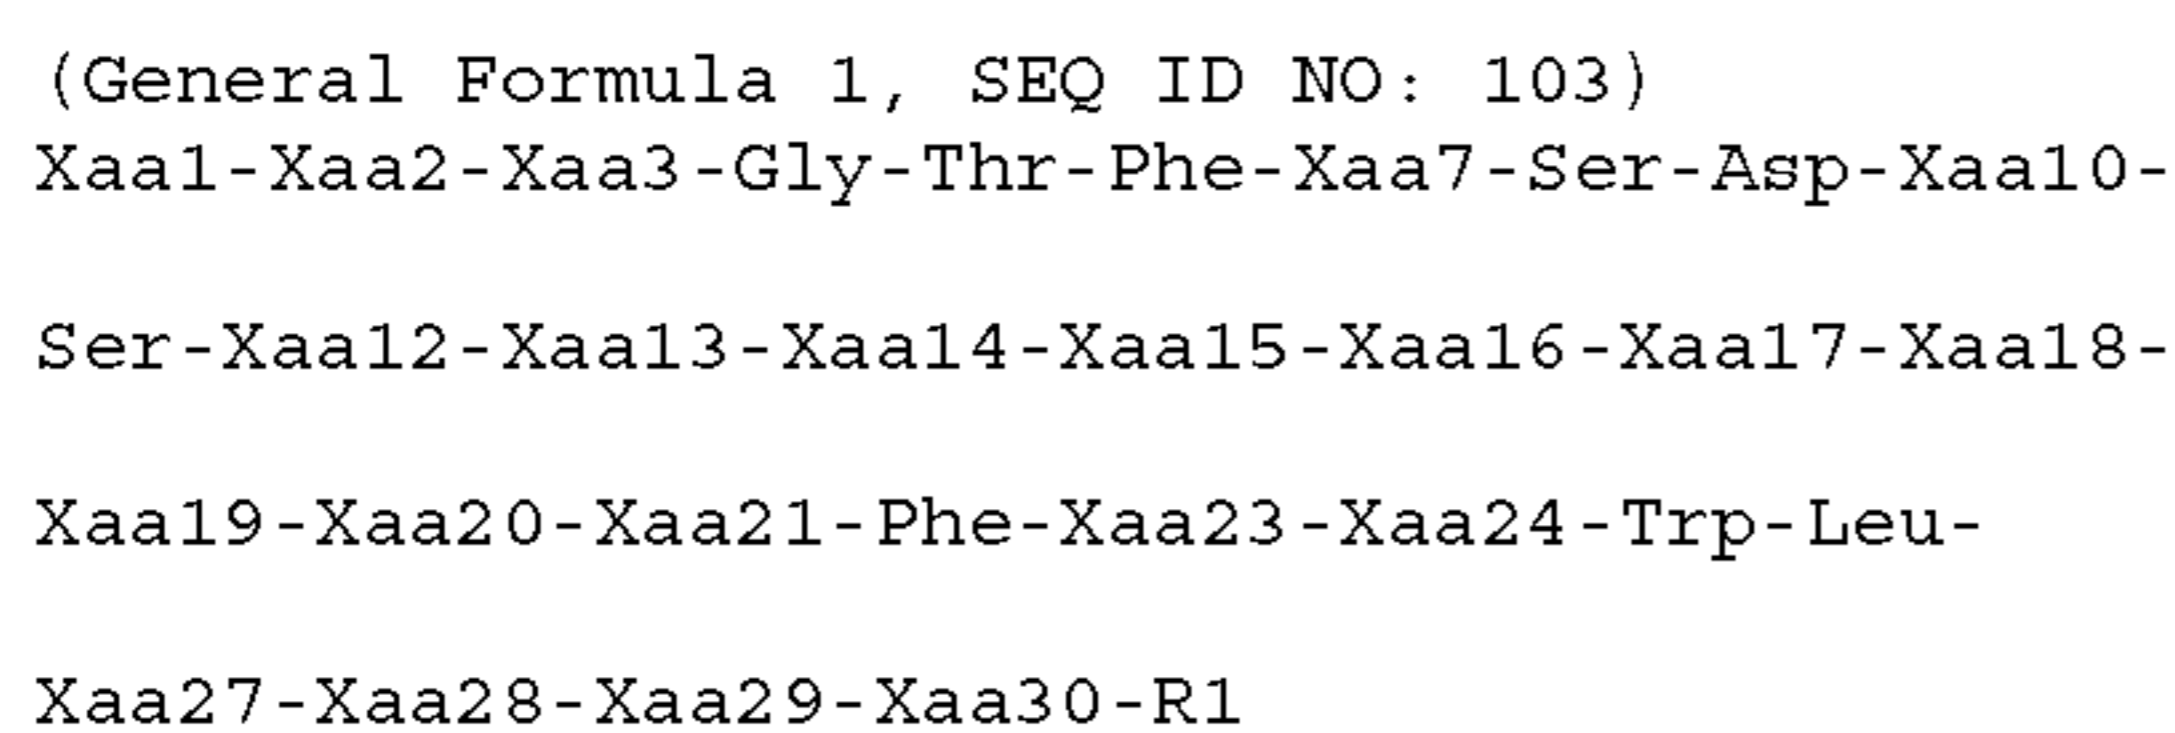 (General Formula 1, SEQ ID NO: 103)
Xaa1-Xaa2-Xaa3-Gly-Thr-Phe-Xaa7-Ser-Asp-Xaa10-
Ser-Xaa12-Xaa13-Xaa14-Xaa15-Xaa16-Xaa17-Xaa18-
Xaa19-Xaa20-Xaa21-Phe-Xaa23-Xaa24-Trp-Leu-
Xaa27-Xaa28-Xaa29-Xaa30-R1